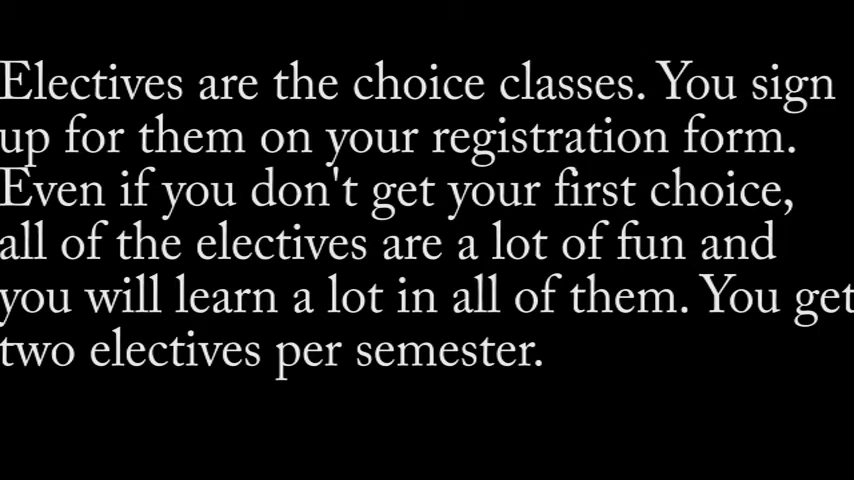 Electives are the choice classes. You sign
up for them on your registration form.
Even if you don't get your first choice,
all of the electives are a lot of fun and
you will learn a lot in all of them. You get
two electives per semester.